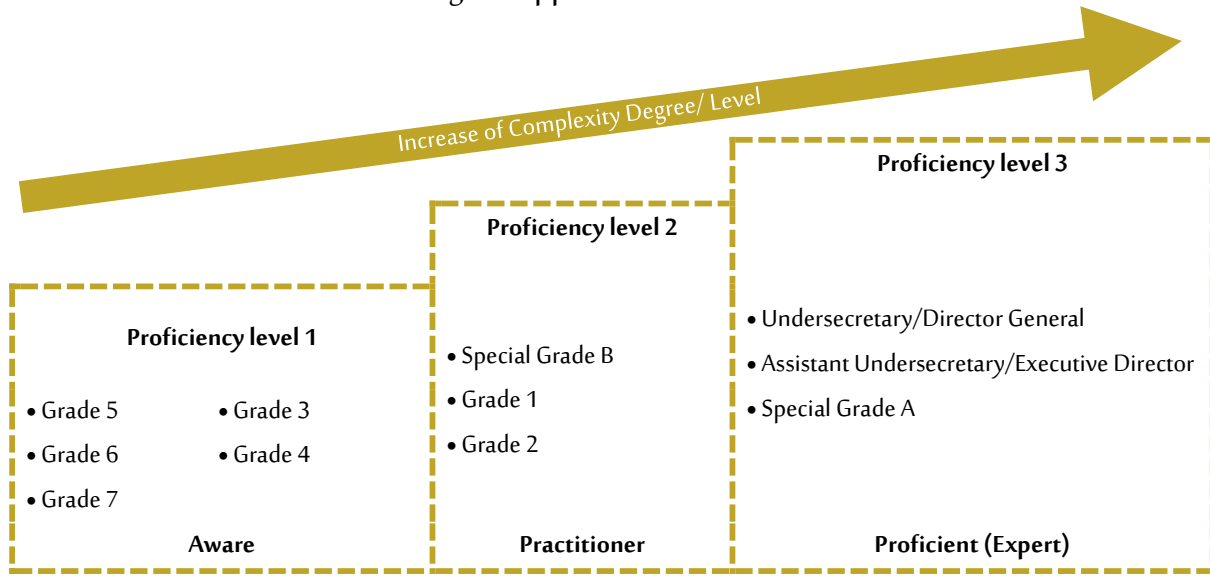 Increase of Complexity Degree/ Level
Proficiency level 3
Proficiency level 2
Proficiency level 1
• Undersecretary/Director General
• Assistant Undersecretary/Executive Director
• Special Grade A
• Special Grade B
• Grade 1
• Grade 2
• Grade 5
• Grade 6
• Grade 7
• Grade 3
• Grade 4
Aware
Practitioner
Proficient (Expert)